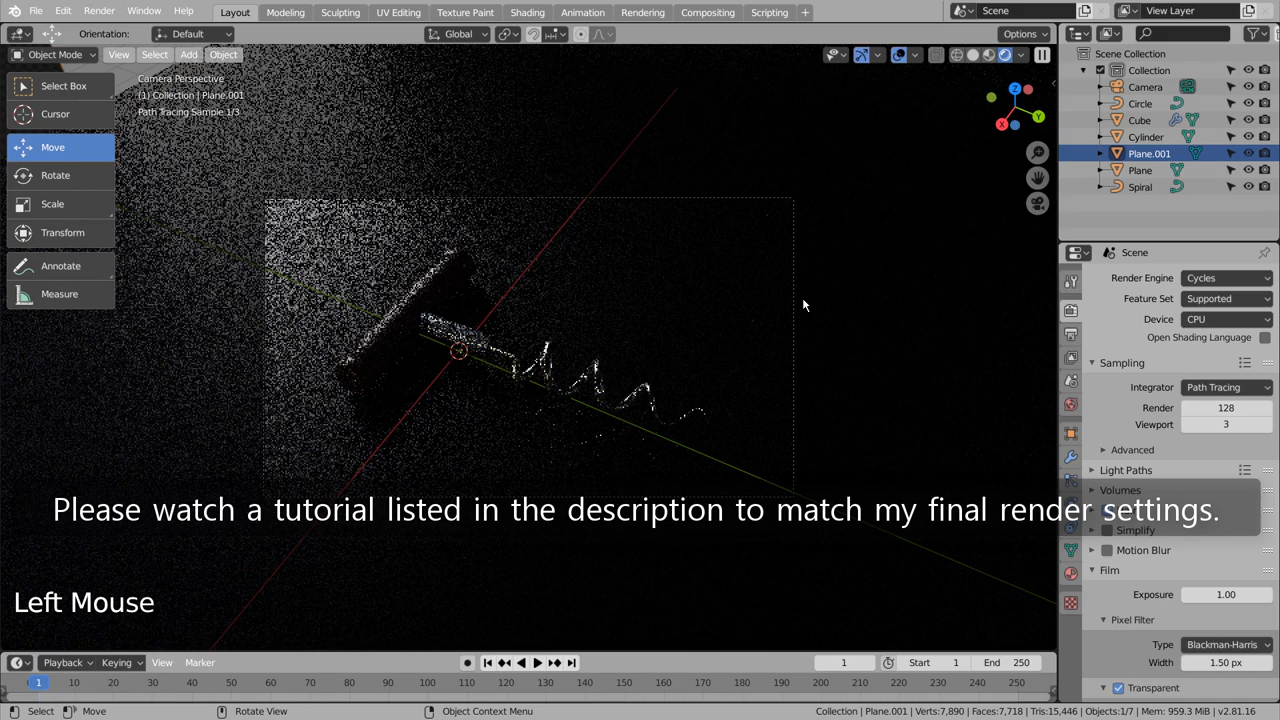 File Edit Render Window Help Layout Modeling Sculpting UV Editing Texture Paint Shading Animation Rendering Compositing Scripting + Scene View Layer
Orientation: Default Global Options
Object Mode View Select Add Object
Select Box
Cursor
Move
Rotate
Scale
Transform
Annotate
Measure
Camera Perspective
(1) Collection | Plane.001
Path Tracing Sample 1/3
Z
Y
X
Scene Collection
Collection
Camera
Circle
Cube
Cylinder
Plane.001
Plane
Spiral
Scene
Render Engine Cycles
Feature Set Supported
Device CPU
Open Shading Language
Sampling
Integrator Path Tracing
Render 128
Viewport 3
Advanced
Light Paths
Volumes
Simplify
Motion Blur
Film
Exposure 1.00
Pixel Filter
Type Blackman-Harris
Width 1.50 px
Transparent
Please watch a tutorial listed in the description to match my final render settings.
Left Mouse
Playback Keying View Marker 1 Start 1 End 250
1 10 20 30 40 50 60 70 80 90 100 110 120 130 140 150 160 170 180 190 200 210 220 230 240 250
Select Move Rotate View Object Context Menu Collection | Plane.001 | Verts:7,890 | Faces:7,718 | Tris:15,446 | Objects:1/7 | Mem: 959.3 MiB | v2.81.16